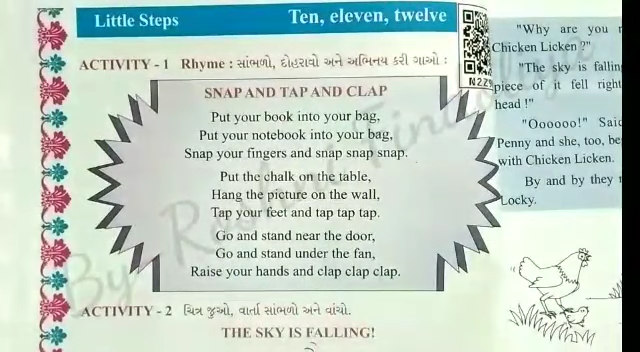 Little Steps
Ten, eleven, twelve
ACTIVITY - 1 Rhyme : સાંભળો, દોહરાવો અને અભિનય કરી ગાઓ :
SNAP AND TAP AND CLAP
Put your book into your bag,
Put your notebook into your bag,
Snap your fingers and snap snap snap.
Put the chalk on the table,
Hang the picture on the wall,
Tap your feet and tap tap tap.
Go and stand near the door,
Go and stand under the fan,
Raise your hands and clap clap clap.
ACTIVITY - 2 ચિત્ર જુઓ, વાર્તા સાંભળો અને વાંચો.
THE SKY IS FALLING!
"Why are you
Chicken Licken ?"
"The sky is fallin
piece of it fell right
head !"
"Oooooo!" Sai
Penny and she, too, be
with Chicken Licken.
By and by they
Locky.
By